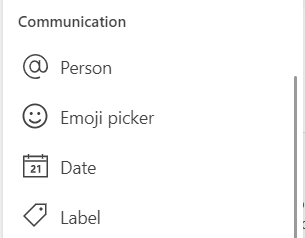 Communication
@ Person
Emoji picker
21 Date
Label